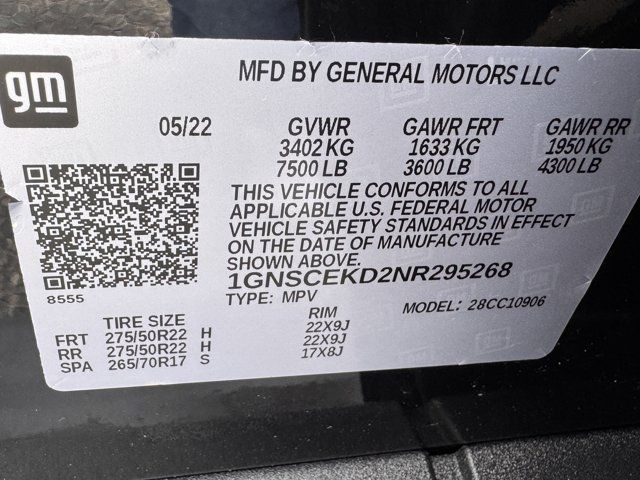 gm
MFD BY GENERAL MOTORS LLC
05/22 GVWR GAWR FRT GAWR RR
3402 KG 1633 KG 1950 KG
7500 LB 3600 LB 4300 LB
THIS VEHICLE CONFORMS TO ALL
APPLICABLE U.S. FEDERAL MOTOR
VEHICLE SAFETY STANDARDS IN EFFECT
ON THE DATE OF MANUFACTURE
SHOWN ABOVE.
1GNSCEKD2NR295268
8555
TYPE: MPV MODEL: 28CC10906
TIRE SIZE RIM
FRT 275/50R22 H 22X9J
RR 275/50R22 H 22X9J
SPA 265/70R17 S 17X8J